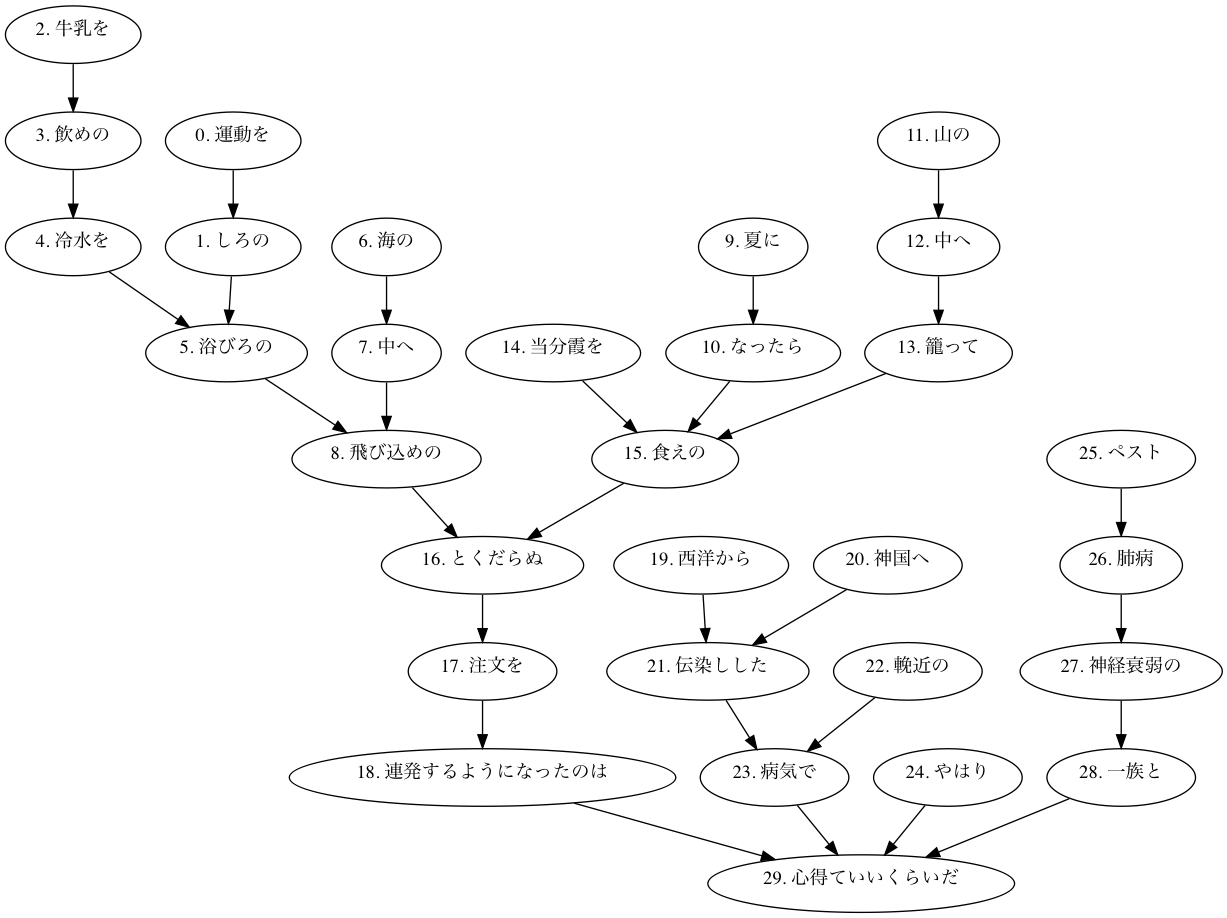 2. 牛乳を
3. 飲めの
0. 運動を
11. 山の
4. 冷水を
1. しろの
6. 海の
9. 夏に
12. 中へ
5. 浴びろの
7. 中へ
14. 当分霞を
10. なったら
13. 籠って
8. 飛び込めの
15. 食えの
25. ペスト
16. とくだらぬ
19. 西洋から
20. 神国へ
26. 肺病
17. 注文を
21. 伝染しした
22. 輓近の
27. 神経衰弱の
18. 連発するようになったのは
23. 病気で
24. やはり
28. 一族と
29. 心得ていいくらいだ